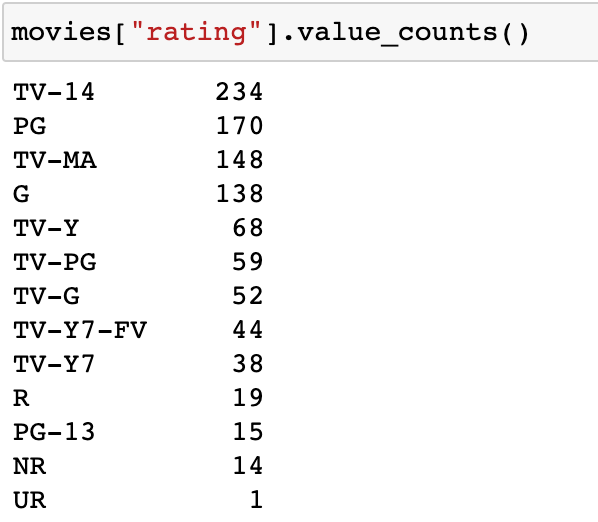 movies["rating"].value_counts()
TV-14 234
PG 170
TV-MA 148
G 138
TV-Y 68
TV-PG 59
TV-G 52
TV-Y7-FV 44
TV-Y7 38
R 19
PG-13 15
NR 14
UR 1